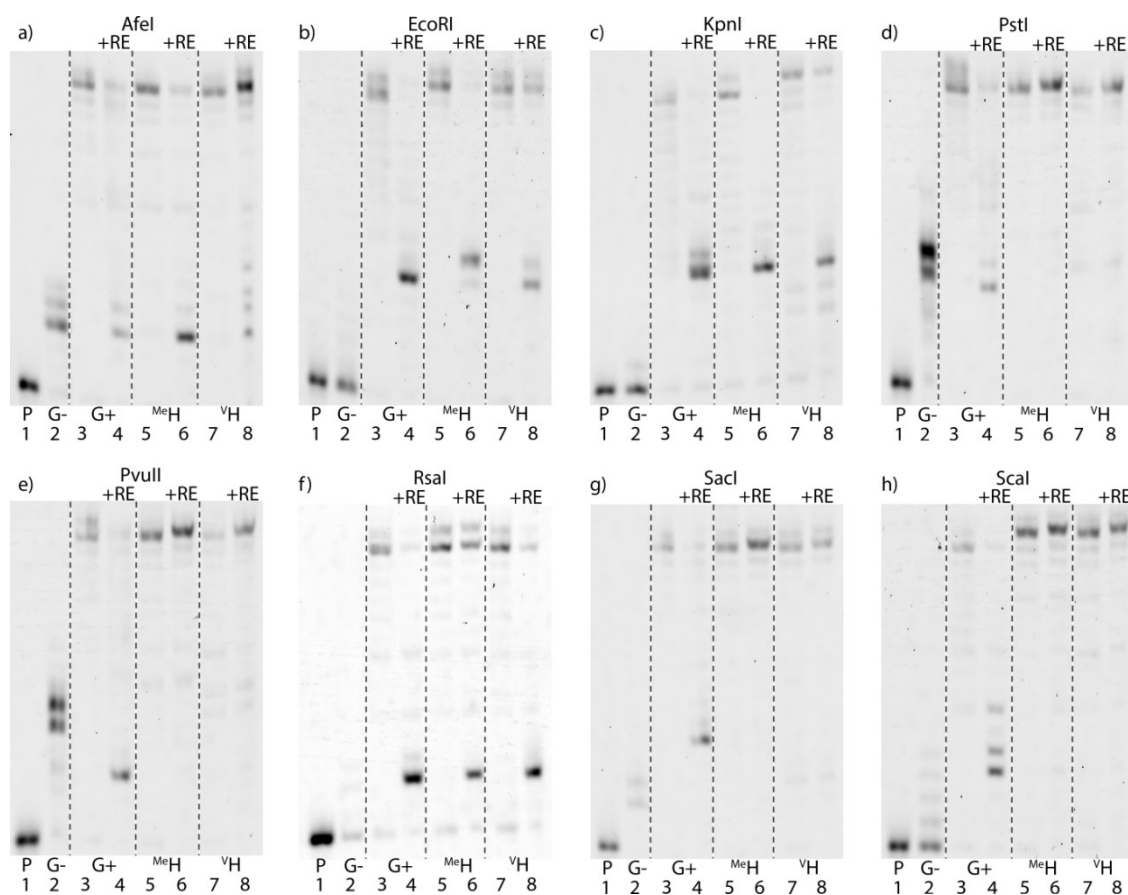 AfeI EcoRI KpnI PstI
a) +RE +RE +RE b) +RE +RE +RE c) +RE +RE +RE d) +RE +RE +RE
P G- G+ MeH VH P G- G+ MeH VH P G- G+ MeH VH P G- G+ MeH VH
1 2 3 4 5 6 7 8 1 2 3 4 5 6 7 8 1 2 3 4 5 6 7 8 1 2 3 4 5 6 7 8
PvuII RsaI SacI ScaI
e) +RE +RE +RE f) +RE +RE +RE g) +RE +RE +RE h) +RE +RE +RE
P G- G+ MeH VH P G- G+ MeH VH P G- G+ MeH VH P G- G+ MeH VH
1 2 3 4 5 6 7 8 1 2 3 4 5 6 7 8 1 2 3 4 5 6 7 8 1 2 3 4 5 6 7 8